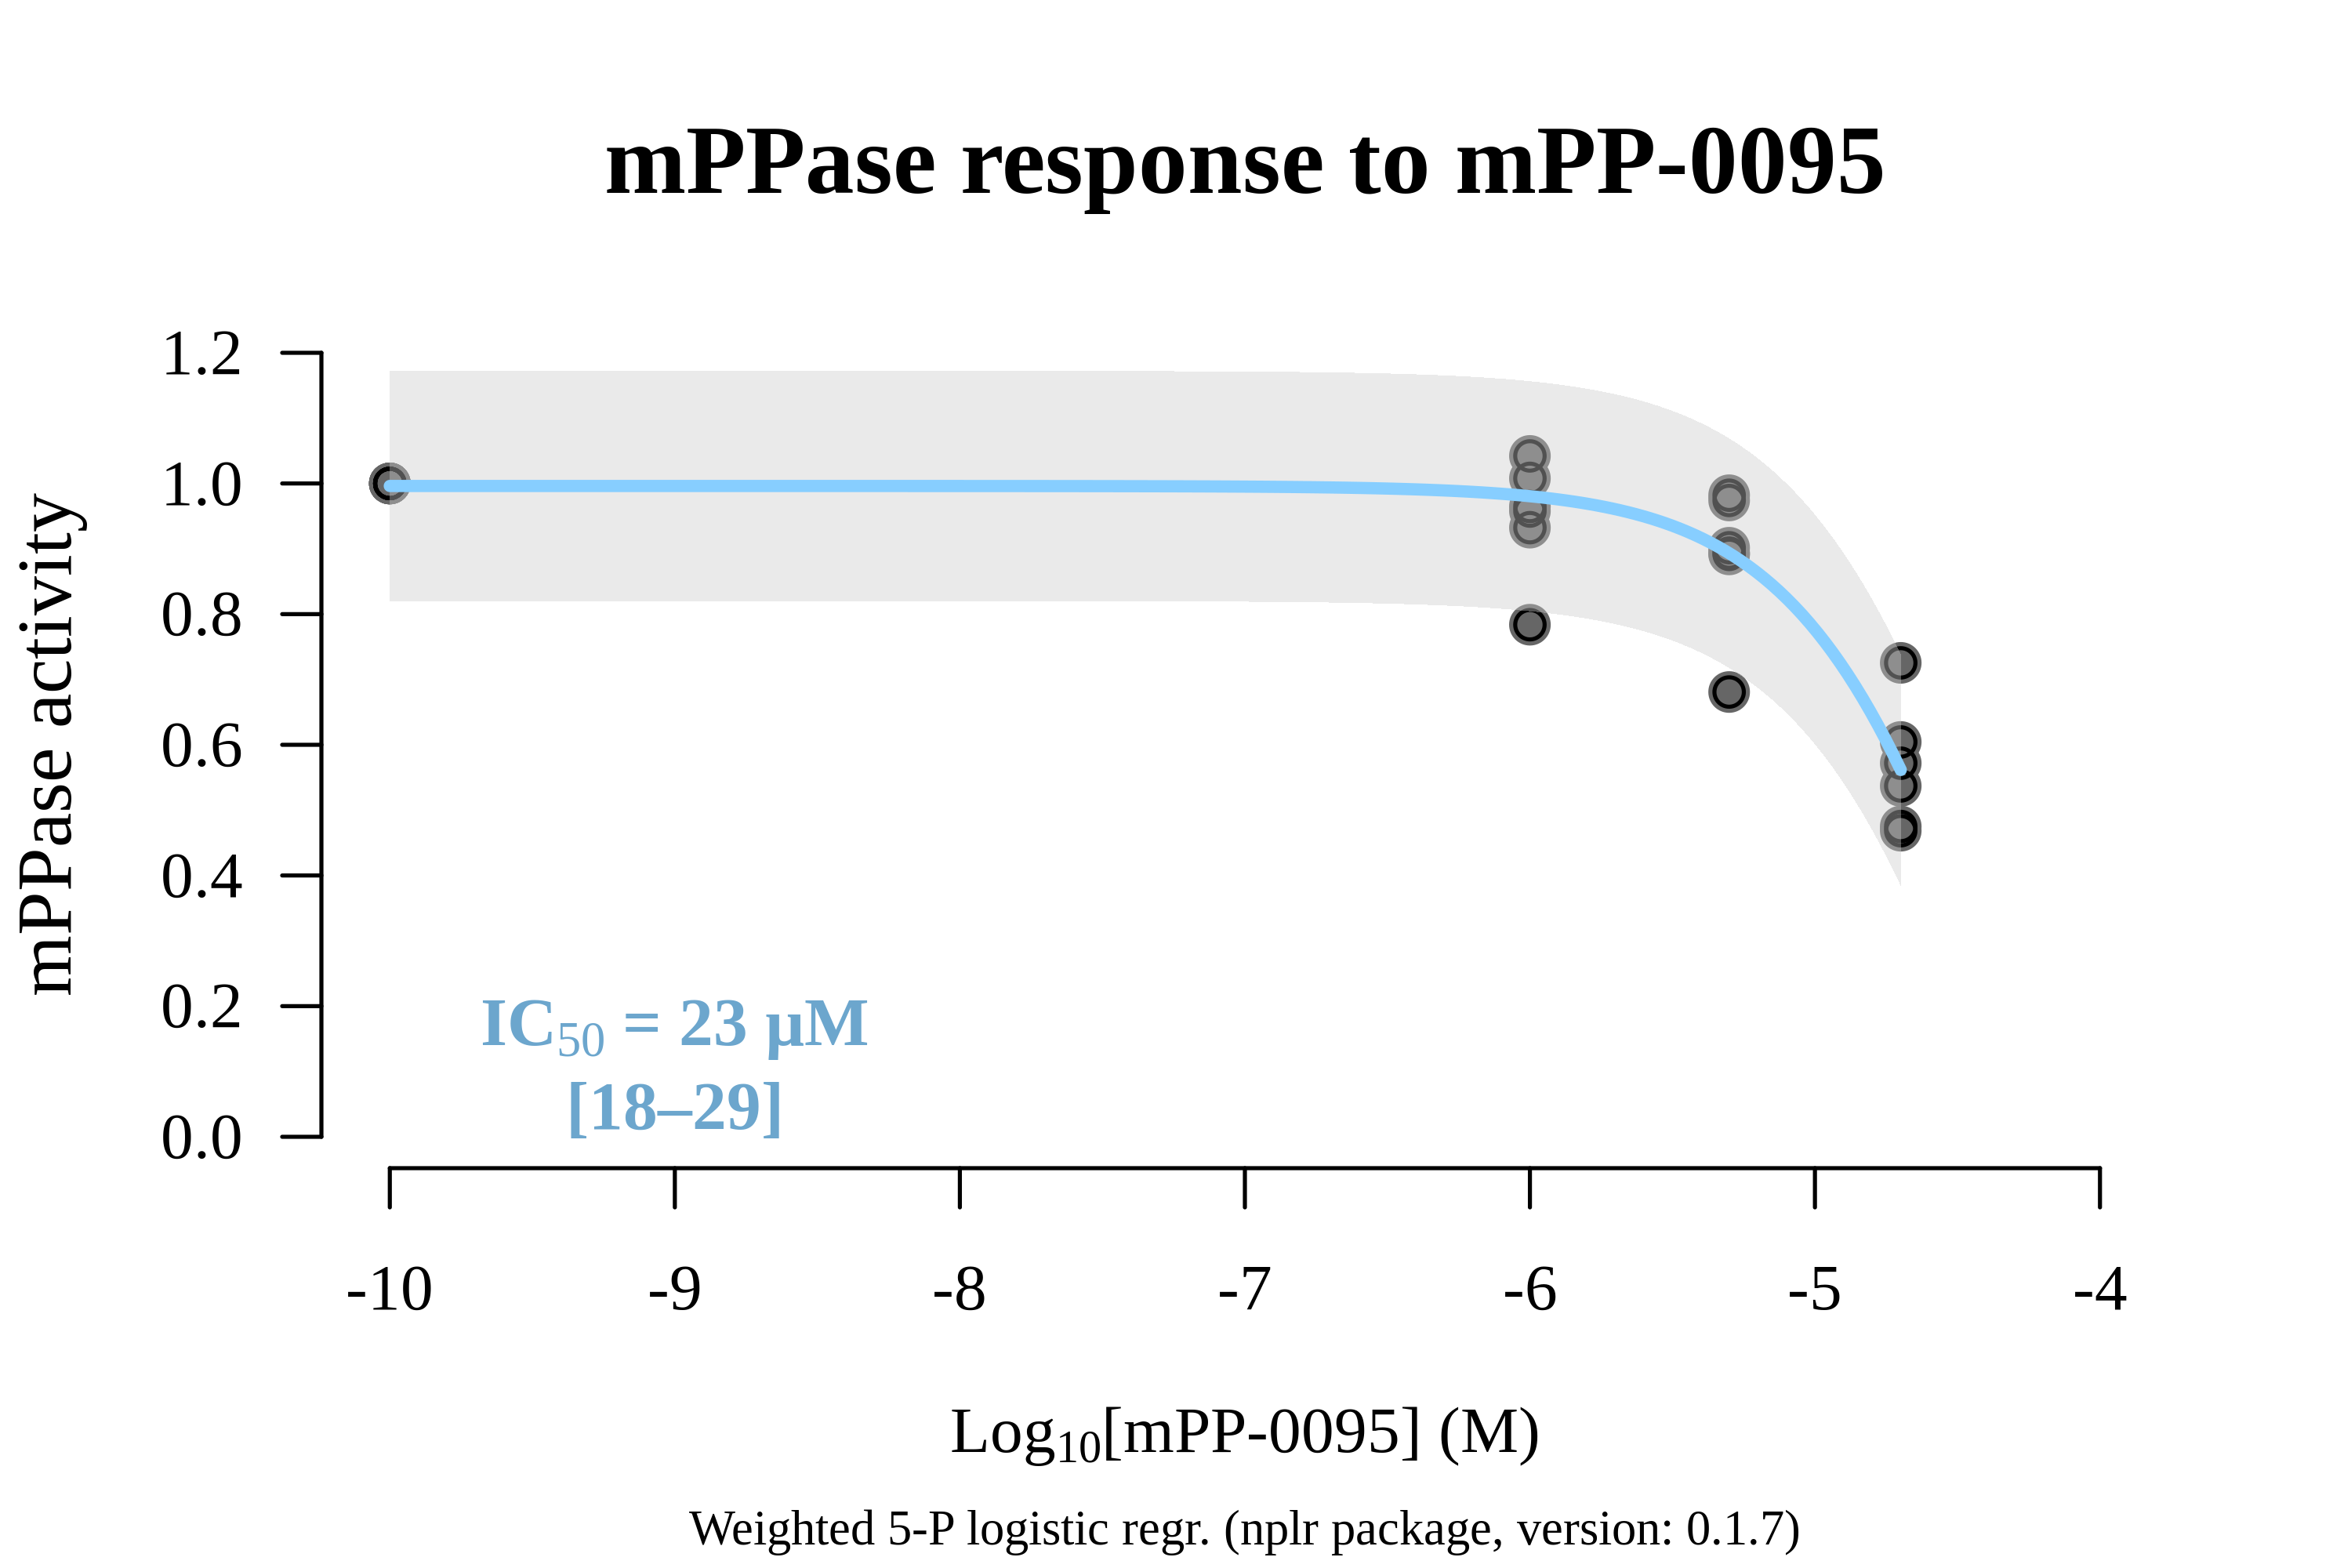 mPPase response to mPP-0095
mPPase activity
1.2
1.0
0.8
0.6
0.4
0.2
0.0
IC50 = 23 µM
[18–29]
-10 -9 -8 -7 -6 -5 -4
Log10[mPP-0095] (M)
Weighted 5-P logistic regr. (nplr package, version: 0.1.7)